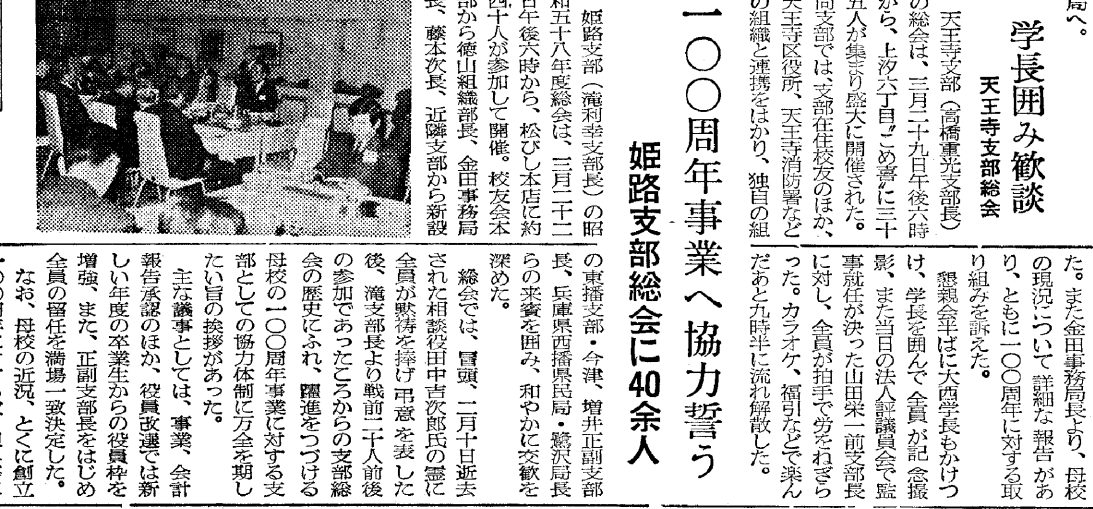 局へ。
学長囲み歓談
天王寺支部総会
天王寺支部（高橋重光支部長）
の総会は、三月二十九日午後六時
から、上汐六丁目〝ごめ喜〟に三十
五人が集まり盛大に開催された。
同支部では、支部在住校友のほか、
天王寺区役所、天王寺消防署など
の組織と連携をはかり、独自の組
た。また金田事務局長より、母校
の現況について詳細な報告があ
り、ともに一〇〇周年に対する取
り組みを訴えた。
懇親会半ばに大西学長もかけつ
け、学長を囲んで全員が記念撮
影、また当日の法人評議員会で監
事就任が決った山田栄一前支部長
に対し、全員が拍手で労をねぎら
った。カラオケ、福引などで楽ん
だあと九時半に流れ解散した。
一〇〇周年事業へ協力誓う
姫路支部総会に40余人
姫路支部（滝利幸支部長）の昭
和五十八年度総会は、三月二十二
日午後六時から、松びし本店に約
四十人が参加して開催。校友会本
部から徳山組織部長、金田事務局
長、藤本次長、近隣支部から新設
の東播支部・今津、増井正副支部
長、兵庫県西播県民局・鷺沢局長
らの来賓を囲み、和やかに交歓を
深めた。
総会では、冒頭、二月十日逝去
された相談役田中吉次郎氏の霊に
全員が黙祷を捧げ弔意を表した
後、滝支部長より戦前二十人前後
の参加であったころからの支部総
会の歴史にふれ、躍進をつづける
母校の一〇〇周年事業に対する支
部としての協力体制に万全を期し
たい旨の挨拶があった。
主な議事としては、事業、会計
報告承認のほか、役員改選では新
しい年度の卒業生からの役員枠を
増強、また、正副支部長をはじめ
全員の留任を満場一致決定した。
なお、母校の近況、とくに創立